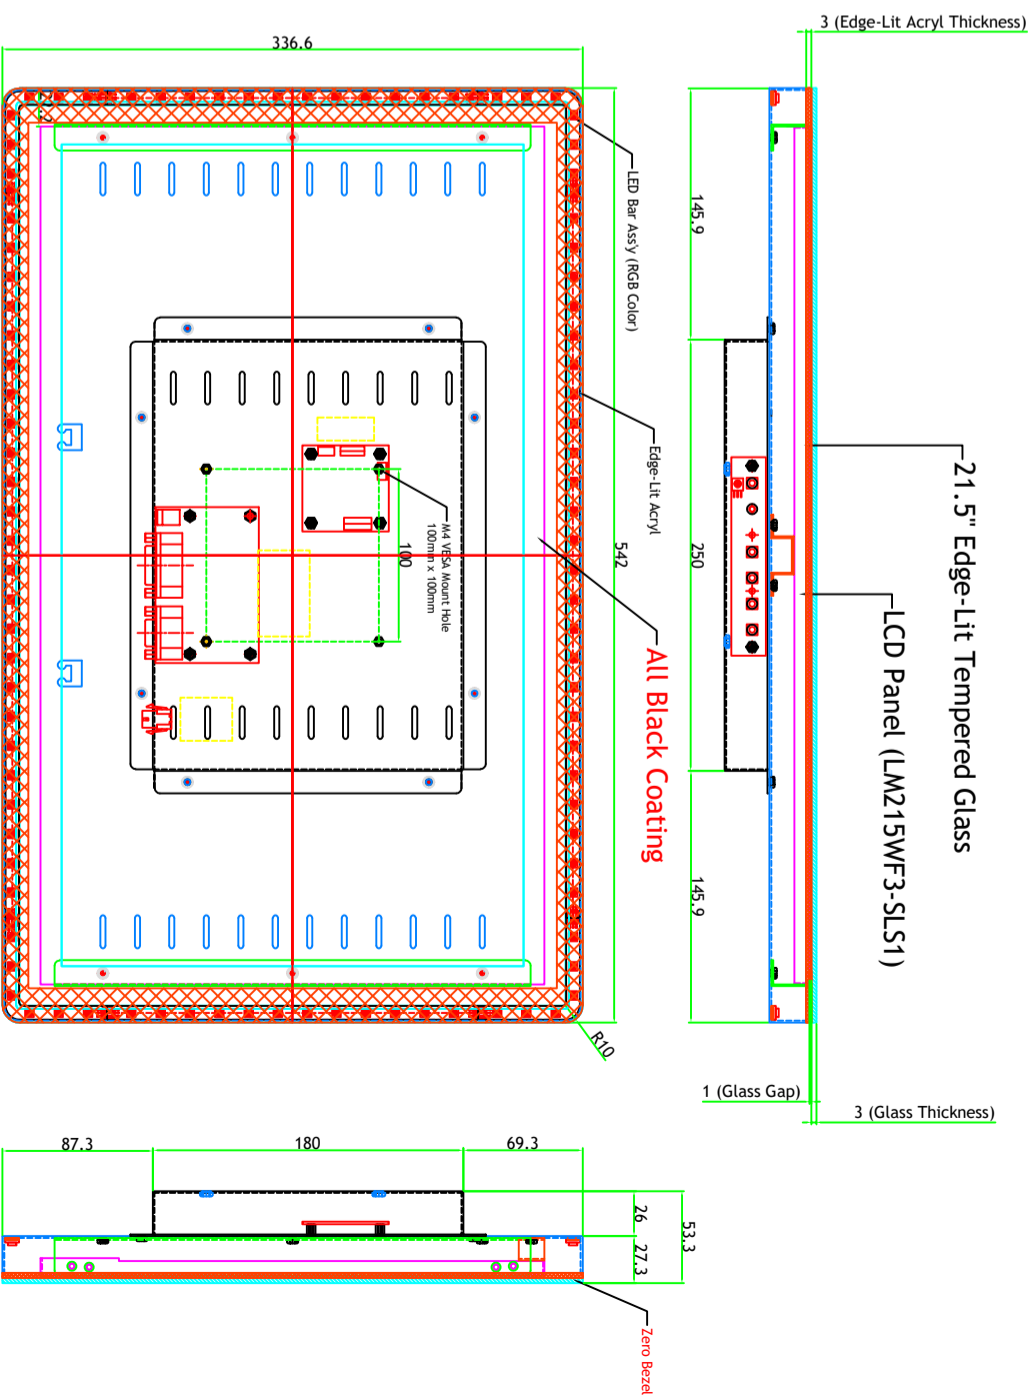 3 (Edge-Lit Acryl Thickness)
336.6
LED Bar Ass'y (RGB Color)
145.9
Edge-Lit Acryl
21.5" Edge-Lit Tempered Glass
M4 VESA Mount Hole
100mm x 100mm
100
542
250
LCD Panel (LM215WF3-SLS1)
All Black Coating
145.9
R10
1 (Glass Gap)
3 (Glass Thickness)
87.3
180
69.3
26
53.3
27.3
Zero Bezel